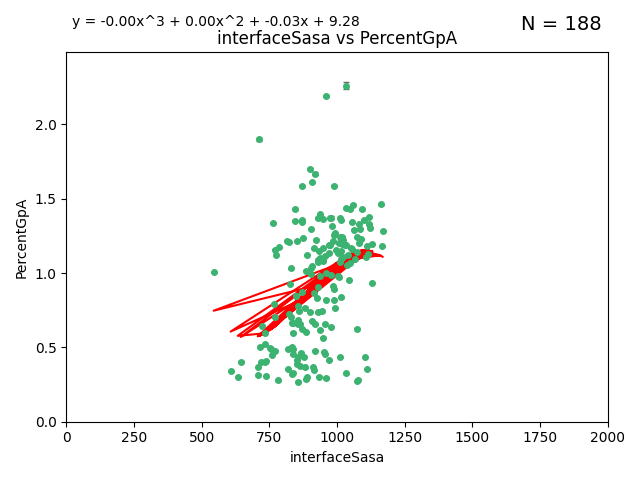 y = -0.00x^3 + 0.00x^2 + -0.03x + 9.28
N = 188
interfaceSasa vs PercentGpA
PercentGpA
2.0
1.5
1.0
0.5
0.0
0 250 500 750 1000 1250 1500 1750 2000
interfaceSasa